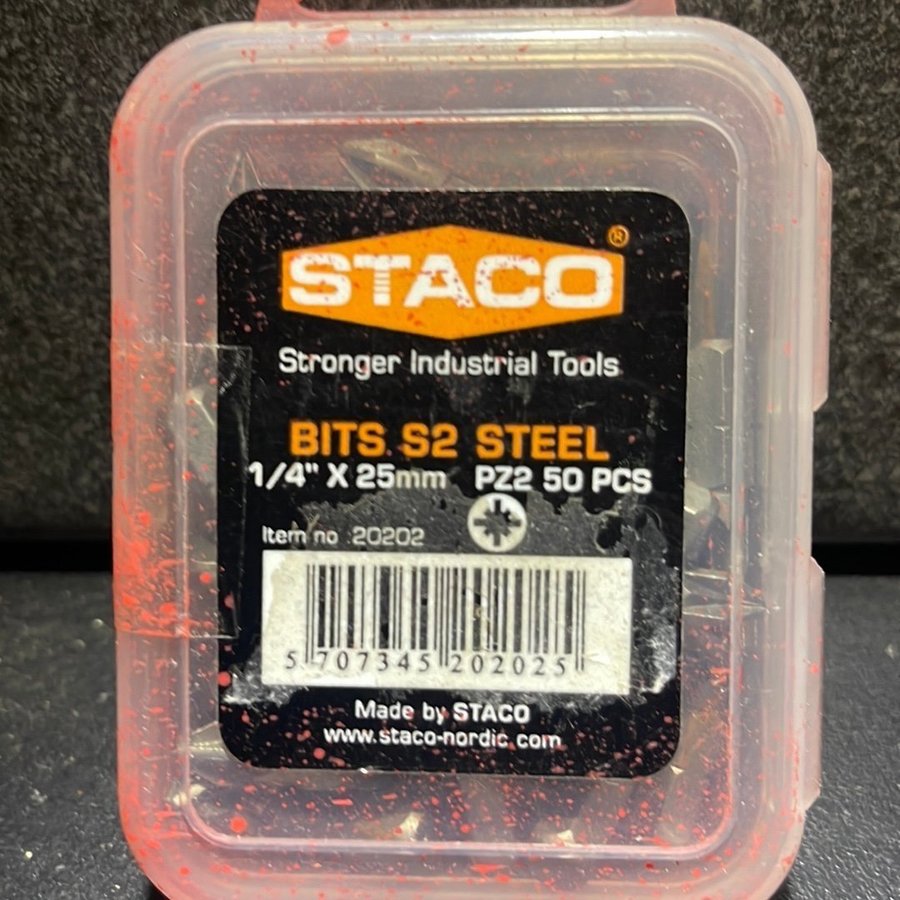 STACO®
Stronger Industrial Tools
BITS S2 STEEL
1/4" X 25mm PZ2 50 PCS
Item no 20202
5 707345 202025
Made by STACO
www.staco-nordic.com